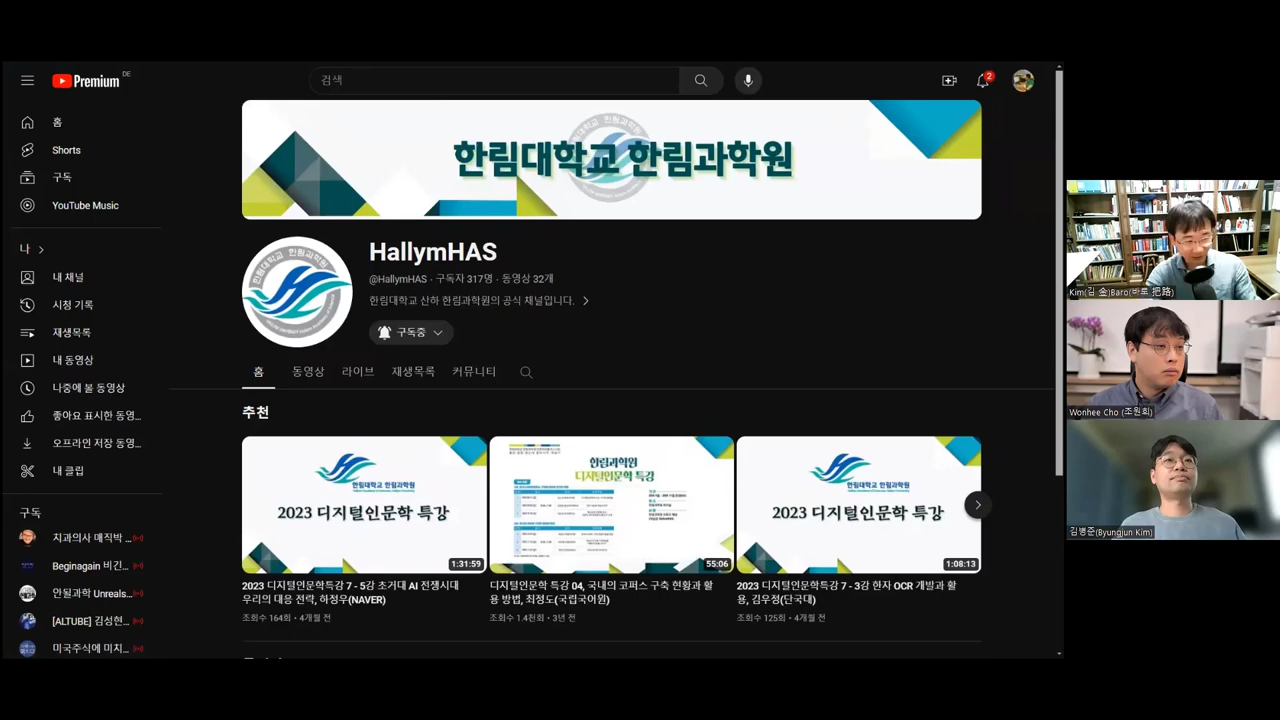 Premium DE
검색
2
홈
Shorts
구독
YouTube Music
나
내 채널
시청 기록
재생목록
내 동영상
나중에 볼 동영상
좋아요 표시한 동영...
오프라인 저장 동영...
내 클립
구독
치과의사 매직박 ...
Beginagain 비긴...
안될과학 Unreals...
[ALTUBE] 김성현...
미국주식에 미치...
한림대학교 한림과학원
HallymHAS
@HallymHAS · 구독자 317명 · 동영상 32개
한림대학교 산하 한림과학원의 공식 채널입니다.
구독중
홈 동영상 라이브 재생목록 커뮤니티
추천
한림대학교 한림과학원
2023 디지털인문학 특강
1:31:59
2023 디지털인문학특강 7 - 5강 초거대 AI 전쟁시대
우리의 대응 전략, 하정우(NAVER)
조회수 164회 · 4개월 전
한림과학원
디지털인문학 특강
55:06
디지털인문학 특강 04, 국내의 코퍼스 구축 현황과 활
용 방법, 최정도(국립국어원)
조회수 1.4천회 · 3년 전
한림대학교 한림과학원
2023 디지털인문학 특강
1:08:13
2023 디지털인문학특강 7 - 3강 한자 OCR 개발과 활
용, 김우정(단국대)
조회수 125회 · 4개월 전
Kim(김 金)Baro(바로 把路)
Wonhee Cho (조원희)
김병준(Byungjun Kim)